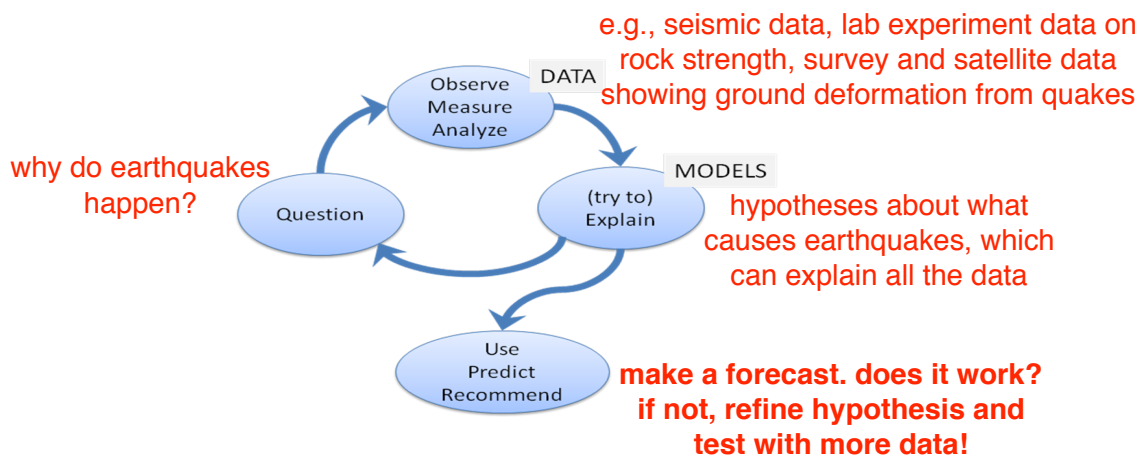 e.g., seismic data, lab experiment data on
rock strength, survey and satellite data
showing ground deformation from quakes
Observe
Measure
Analyze
DATA
why do earthquakes
happen?
Question
MODELS
(try to)
Explain
hypotheses about what
causes earthquakes, which
can explain all the data
Use
Predict
Recommend
make a forecast. does it work?
if not, refine hypothesis and
test with more data!